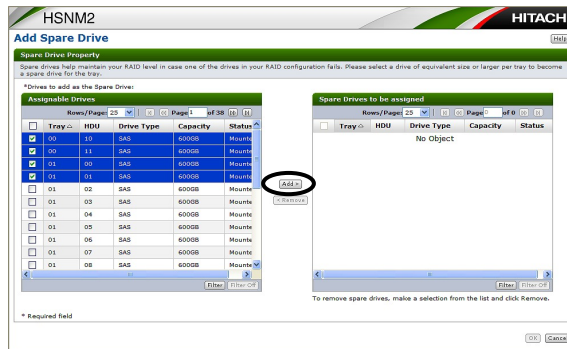 HSNM2
HITACH
Add Spare Drive
Help
Spare Drive Property
Spare drives help maintain your RAID level in case one of the drives in your RAID configuration fails. Please select a drive of equivalent size or larger per tray to become
a spare drive for the tray.
*Drives to add as the Spare Drive:
Assignable Drives
Rows/Page: 25 Page 1 of 38
Tray HDU Drive Type Capacity Status
00 10 SAS 600GB Mounte
00 11 SAS 600GB Mounte
01 00 SAS 600GB Mounte
01 01 SAS 600GB Mounte
01 02 SAS 600GB Mounte
01 03 SAS 600GB Mounte
01 04 SAS 600GB Mounte
01 05 SAS 600GB Mounte
01 06 SAS 600GB Mounte
01 07 SAS 600GB Mounte
01 08 SAS 600GB Mounte
Filter Filter Off
Add >
< Remove
Spare Drives to be assigned
Rows/Page: 25 Page 0 of 0
Tray HDU Drive Type Capacity Status
No Object
Filter Filter Off
To remove spare drives, make a selection from the list and click Remove.
* Required field
OK Cance